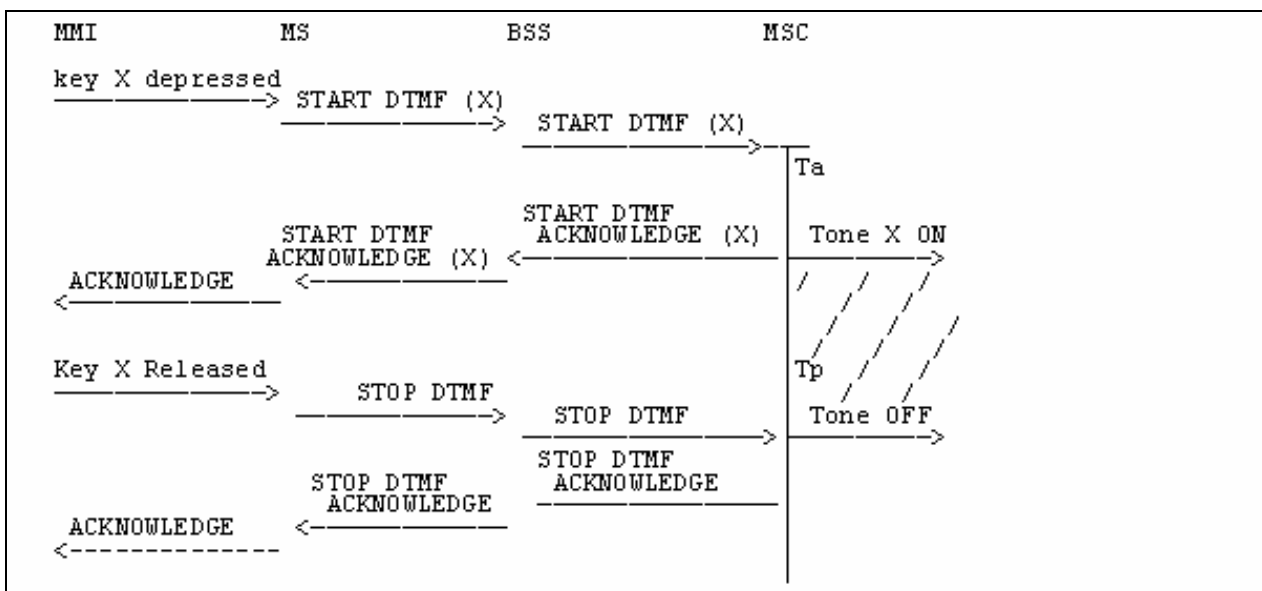 MMI MS BSS MSC
key X depressed
START DTMF (X)
START DTMF (X)
Ta
START DTMF
ACKNOWLEDGE (X)
Tone X ON
START DTMF
ACKNOWLEDGE (X)
ACKNOWLEDGE
Key X Released
Tp
STOP DTMF
STOP DTMF
Tone OFF
STOP DTMF
ACKNOWLEDGE
STOP DTMF
ACKNOWLEDGE
ACKNOWLEDGE